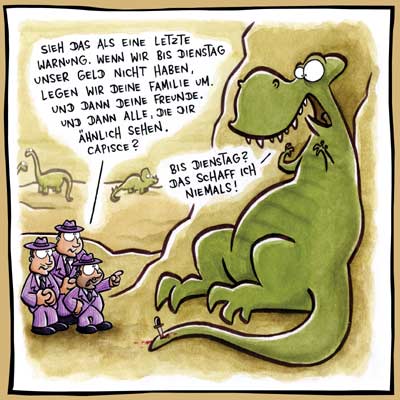 SIEH DAS ALS EINE LETZTE
WARNUNG. WENN WIR BIS DIENSTAG
UNSER GELD NICHT HABEN,
LEGEN WIR DEINE FAMILIE UM.
UND DANN DEINE FREUNDE.
UND DANN ALLE, DIE DIR
ÄHNLICH SEHEN.
CAPISCE?
BIS DIENSTAG?
DAS SCHAFF ICH
NIEMALS!